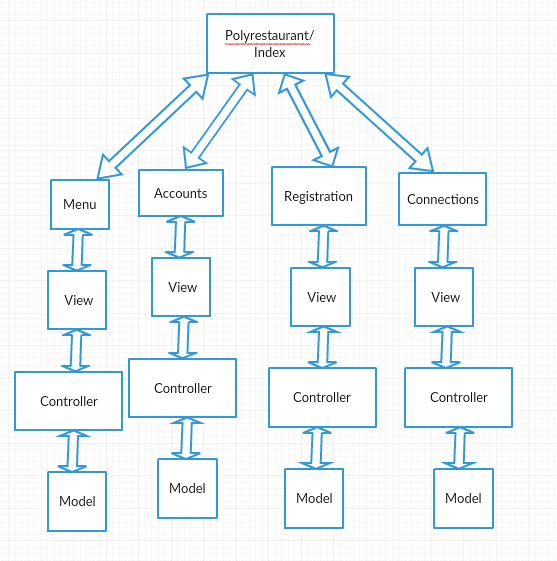 Polyrestaurant/
Index
Menu
Accounts
Registration
Connections
View
View
View
View
Controller
Controller
Controller
Controller
Model
Model
Model
Model